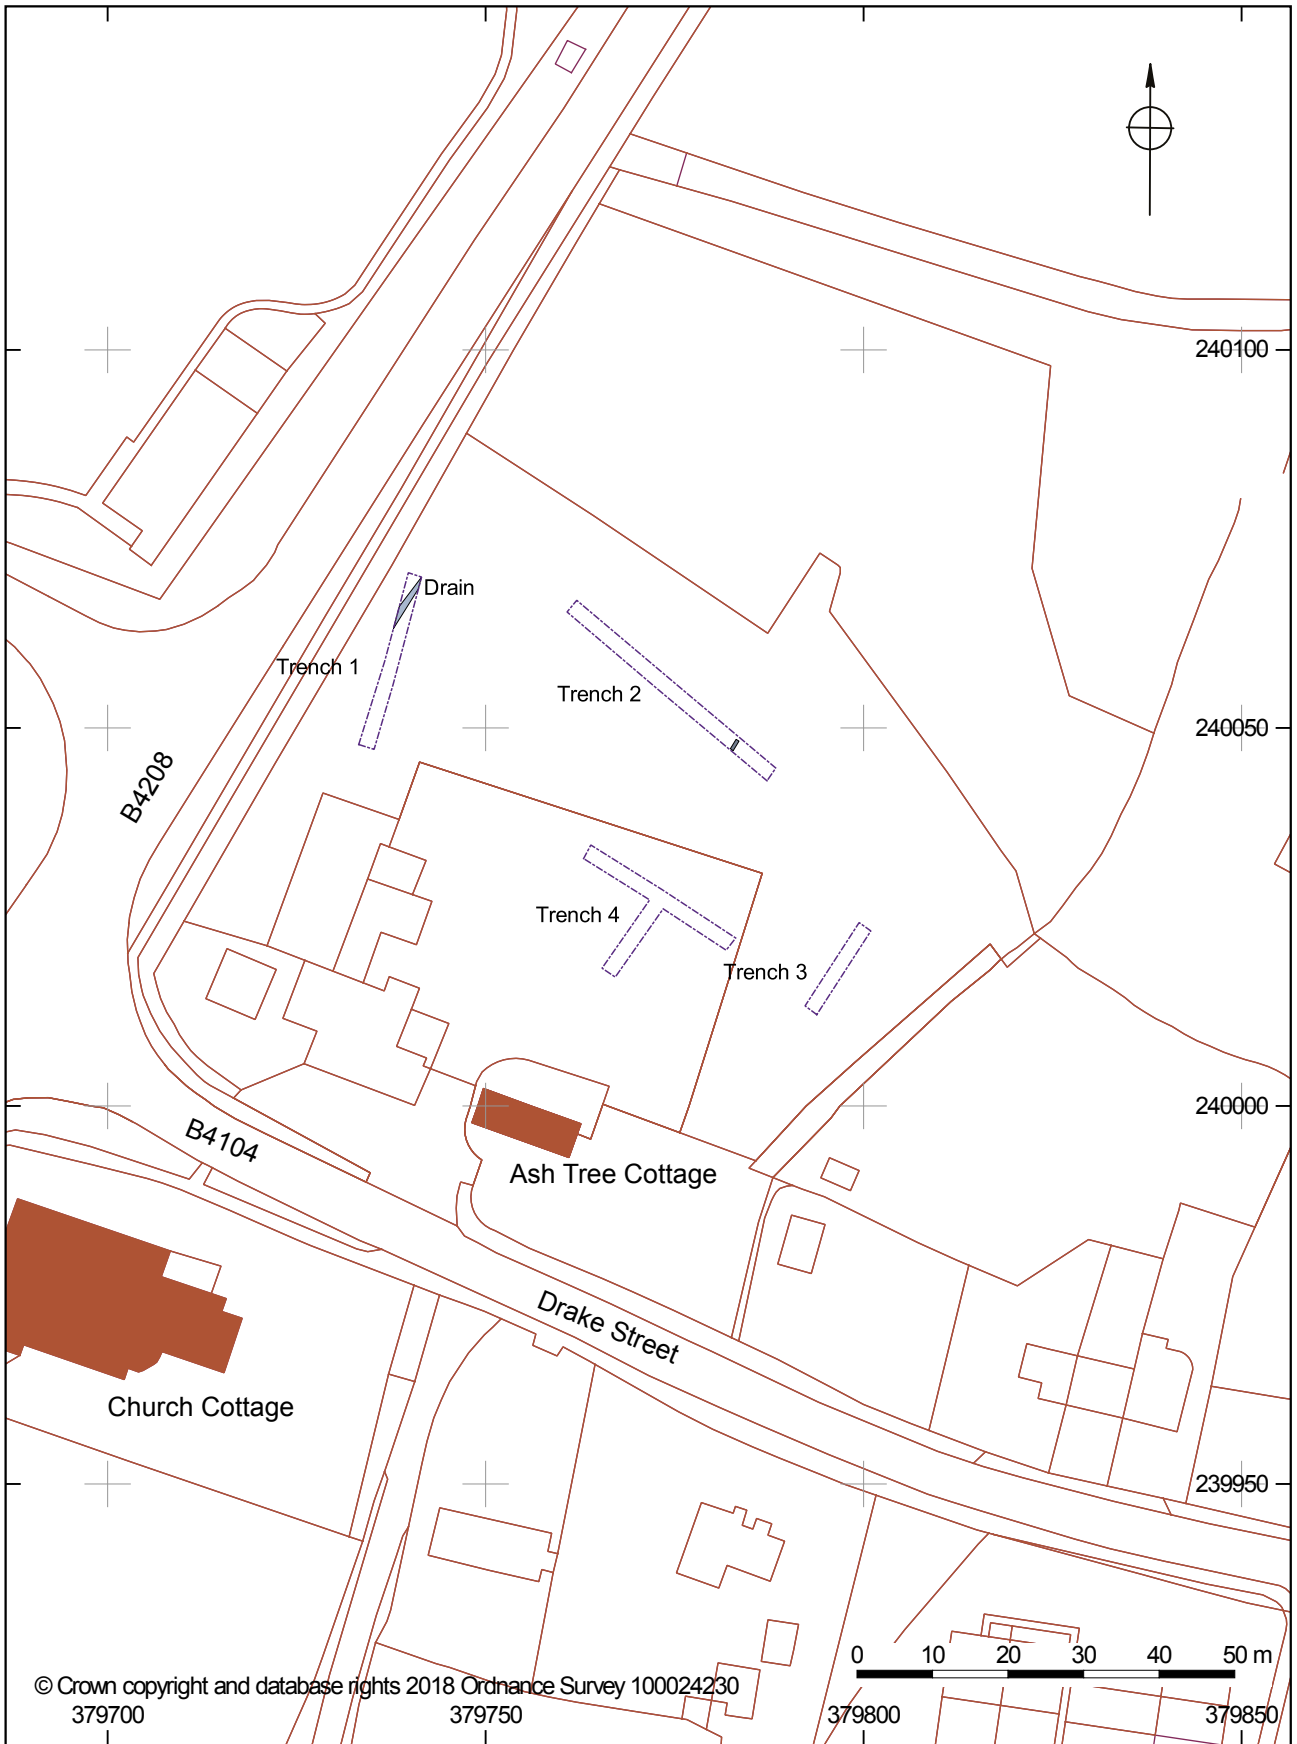 240100
Drain
Trench 1
Trench 2
240050
B4208
Trench 4
Trench 3
240000
B4104
Ash Tree Cottage
Drake Street
Church Cottage
239950
0 10 20 30 40 50 m
© Crown copyright and database rights 2018 Ordnance Survey 100024230
379700 379750 379800 379850